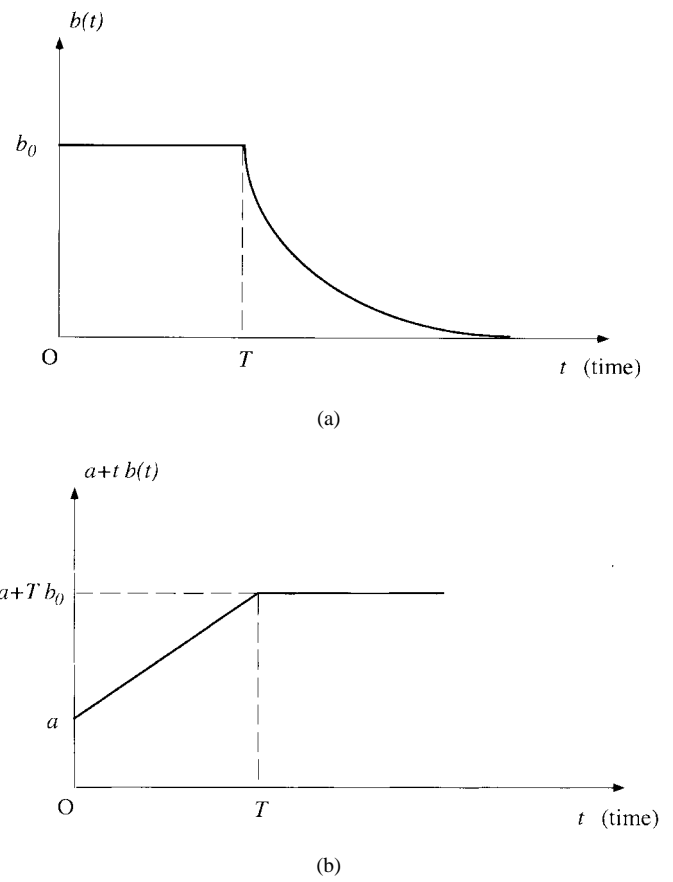 b(t)
b₀
O T
t (time)
(a)
a+t b(t)
a+T b₀
a
O T
t (time)
(b)